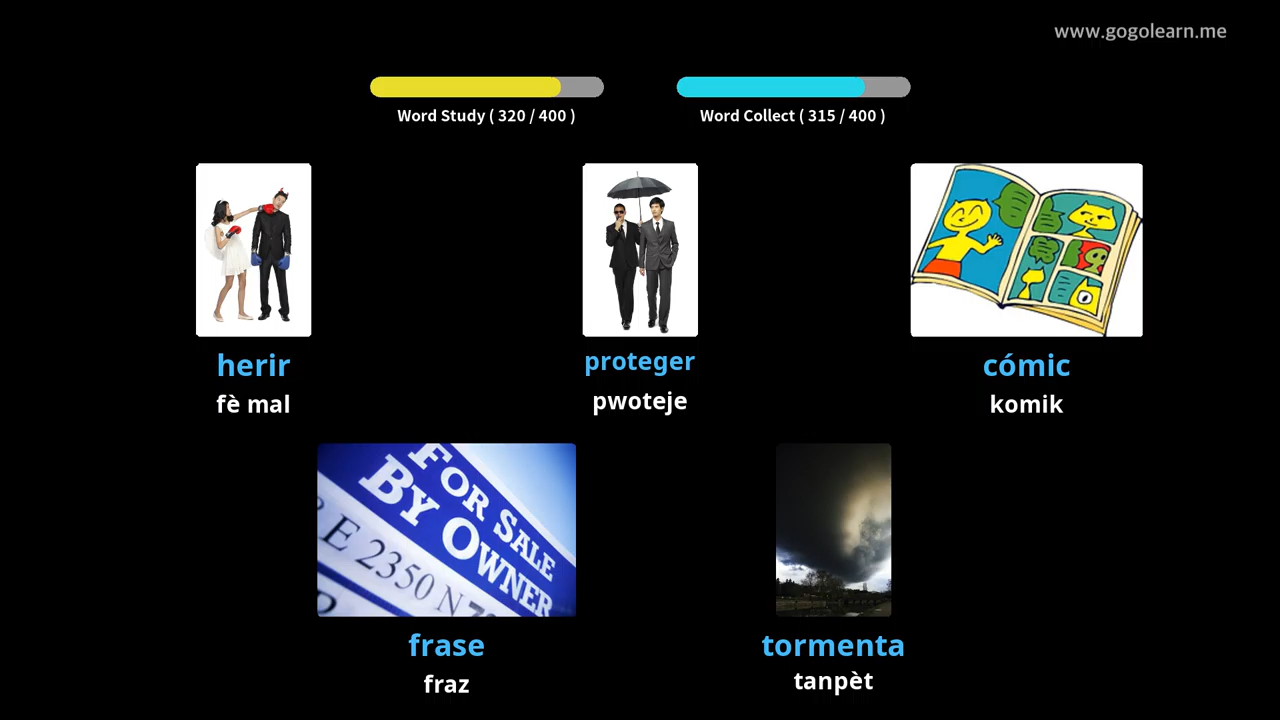 www.gogolearn.me
Word Study ( 320 / 400 )
Word Collect ( 315 / 400 )
herir
fè mal
proteger
pwoteje
cómic
komik
FOR SALE
BY OWNER
E 2350 N
frase
fraz
tormenta
tanpèt